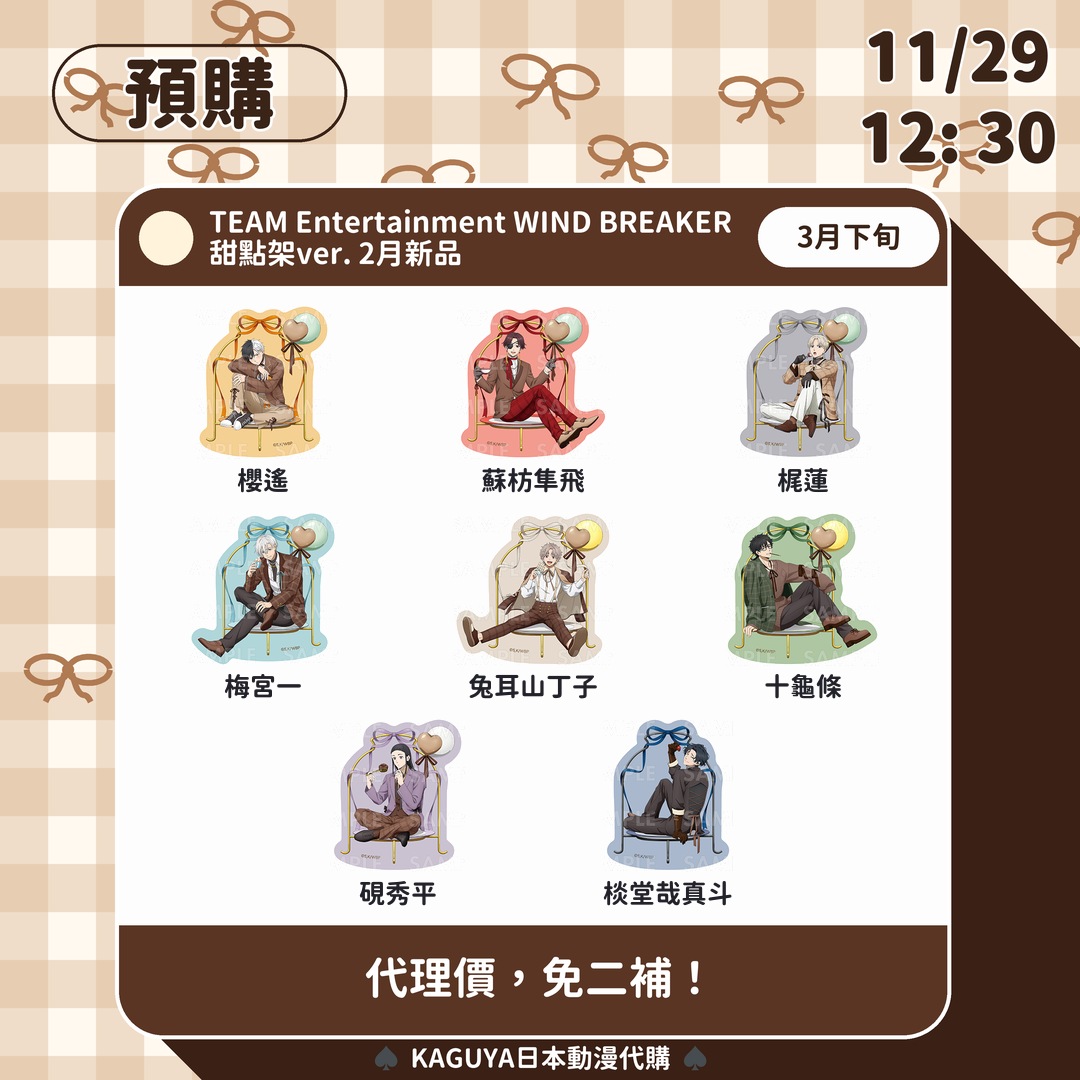 預購
11/29
12:30
TEAM Entertainment WIND BREAKER
甜點架ver. 2月新品
3月下旬
櫻遙
蘇枋隼飛
梶蓮
梅宮一
兔耳山丁子
十龜條
硯秀平
棪堂哉真斗
代理價，免二補！
♠ KAGUYA日本動漫代購 ♠